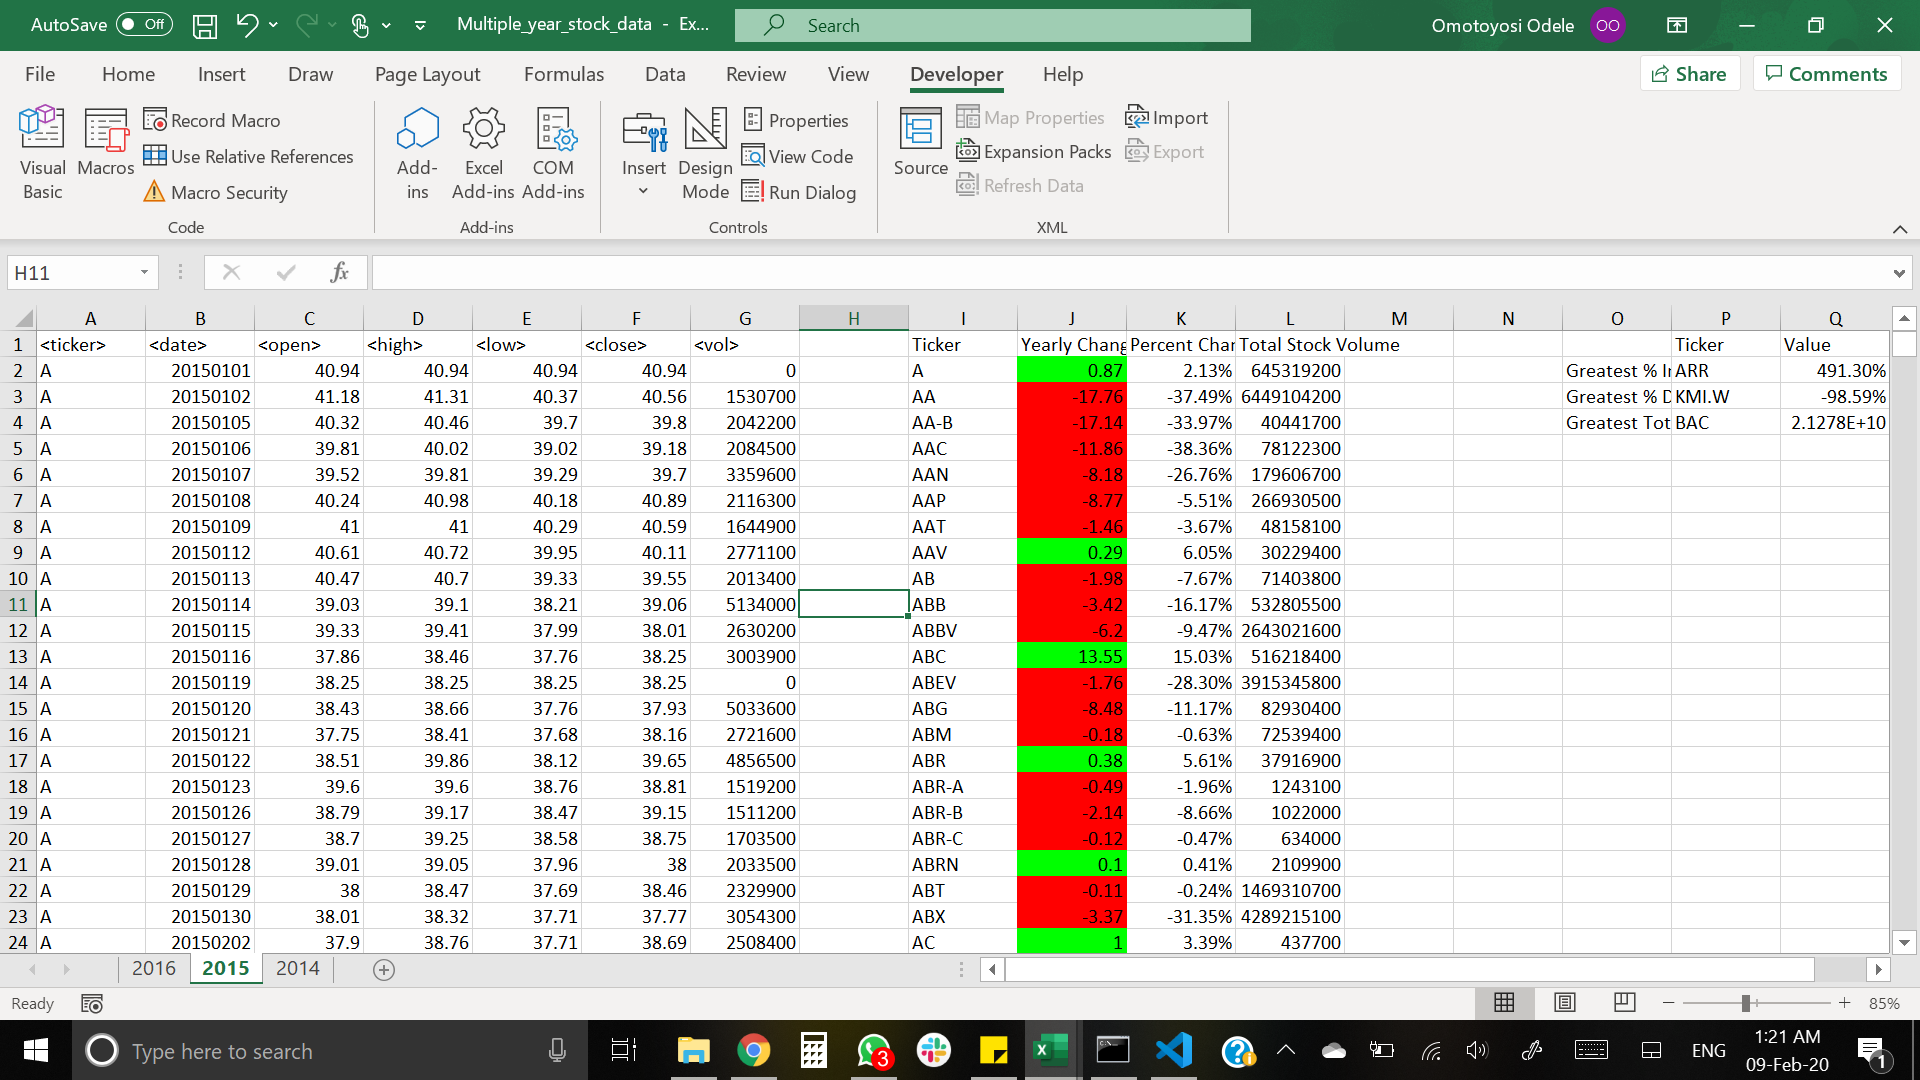 AutoSave Off Multiple_year_stock_data - Ex... Search Omotoyosi Odele OO
File Home Insert Draw Page Layout Formulas Data Review View Developer Help Share Comments
Visual Basic
Macros
Record Macro
Use Relative References
Macro Security
Code
Add-ins
Excel Add-ins
COM Add-ins
Add-ins
Insert
Design Mode
Properties
View Code
Run Dialog
Controls
Source
Map Properties
Expansion Packs
Refresh Data
Import
Export
XML
H11 fx
A B C D E F G H I J K L M N O P Q
1 <ticker> <date> <open> <high> <low> <close> <vol> Ticker Yearly Chang Percent Char Total Stock Volume Ticker Value
2 A 20150101 40.94 40.94 40.94 40.94 0 A 0.87 2.13% 645319200 Greatest % In ARR 491.30%
3 A 20150102 41.18 41.31 40.37 40.56 1530700 AA -17.76 -37.49% 6449104200 Greatest % D KMI.W -98.59%
4 A 20150105 40.32 40.46 39.7 39.8 2042200 AA-B -17.14 -33.97% 40441700 Greatest Tot BAC 2.1278E+10
5 A 20150106 39.81 40.02 39.02 39.18 2084500 AAC -11.86 -38.36% 78122300
6 A 20150107 39.52 39.81 39.29 39.7 3359600 AAN -8.18 -26.76% 179606700
7 A 20150108 40.24 40.98 40.18 40.89 2116300 AAP -8.77 -5.51% 266930500
8 A 20150109 41 41 40.29 40.59 1644900 AAT -1.46 -3.67% 48158100
9 A 20150112 40.61 40.72 39.95 40.11 2771100 AAV 0.29 6.05% 30229400
10 A 20150113 40.47 40.7 39.33 39.55 2013400 AB -1.98 -7.67% 71403800
11 A 20150114 39.03 39.1 38.21 39.06 5134000 ABB -3.42 -16.17% 532805500
12 A 20150115 39.33 39.41 37.99 38.01 2630200 ABBV -6.2 -9.47% 2643021600
13 A 20150116 37.86 38.46 37.76 38.25 3003900 ABC 13.55 15.03% 516218400
14 A 20150119 38.25 38.25 38.25 38.25 0 ABEV -1.76 -28.30% 3915345800
15 A 20150120 38.43 38.66 37.76 37.93 5033600 ABG -8.48 -11.17% 82930400
16 A 20150121 37.75 38.41 37.68 38.16 2721600 ABM -0.18 -0.63% 72539400
17 A 20150122 38.51 39.86 38.12 39.65 4856500 ABR 0.38 5.61% 37916900
18 A 20150123 39.6 39.6 38.76 38.81 1519200 ABR-A -0.49 -1.96% 1243100
19 A 20150126 38.79 39.17 38.47 39.15 1511200 ABR-B -2.14 -8.66% 1022000
20 A 20150127 38.7 39.25 38.58 38.75 1703500 ABR-C -0.12 -0.47% 634000
21 A 20150128 39.01 39.05 37.96 38 2033500 ABRN 0.1 0.41% 2109900
22 A 20150129 38 38.47 37.69 38.46 2329900 ABT -0.11 -0.24% 1469310700
23 A 20150130 38.01 38.32 37.71 37.77 3054300 ABX -3.37 -31.35% 4289215100
24 A 20150202 37.9 38.76 37.71 38.69 2508400 AC 1 3.39% 437700
2016 2015 2014
Ready 85%
Type here to search 3 ENG 1:21 AM 1
09-Feb-20